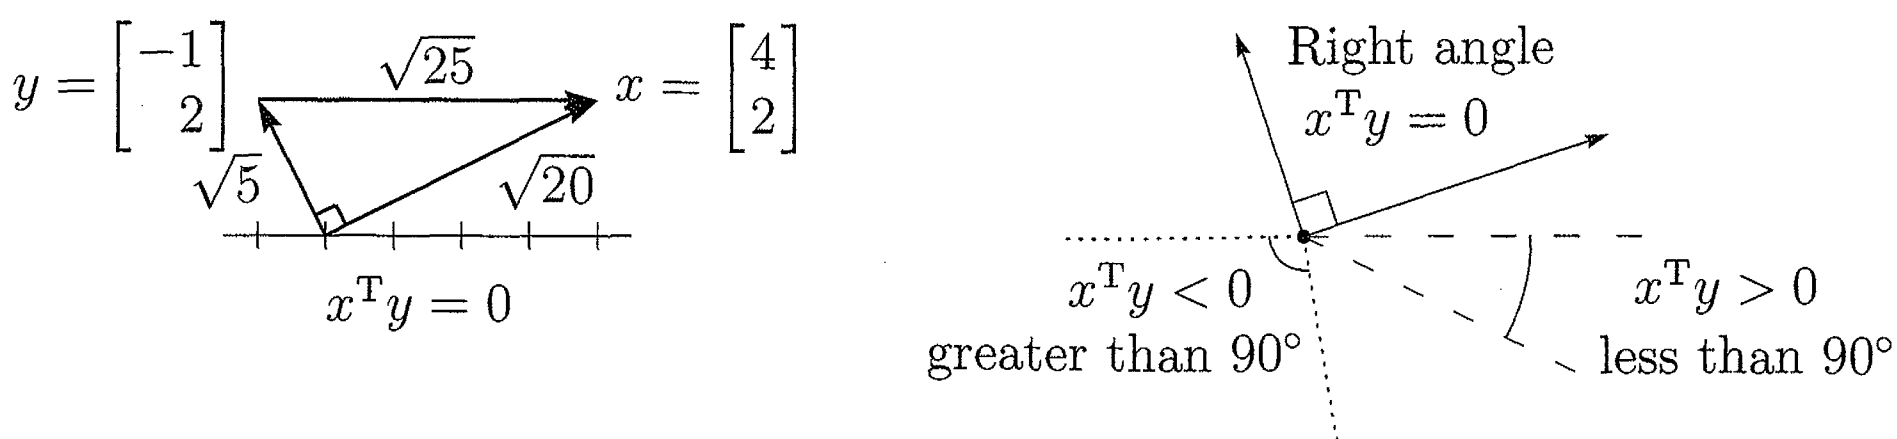 y = [−1 2]
√25
x = [4 2]
√5
√20
xᵀy = 0
Right angle
xᵀy = 0
xᵀy < 0
greater than 90°
xᵀy > 0
less than 90°